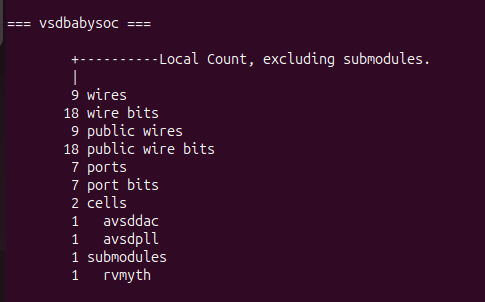 === vsdbabysoc ===
+----------Local Count, excluding submodules.
|
9 wires
18 wire bits
9 public wires
18 public wire bits
7 ports
7 port bits
2 cells
1   avsddac
1   avsdpll
1 submodules
1   rvmyth